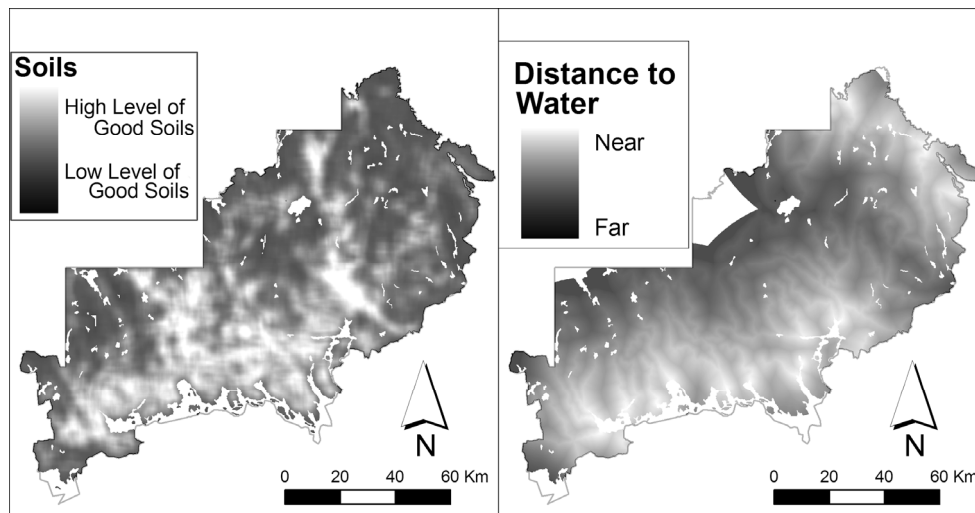 Soils
High Level of
Good Soils
Low Level of
Good Soils
N
0 20 40 60 Km
Distance to
Water
Near
Far
N
0 20 40 60 Km